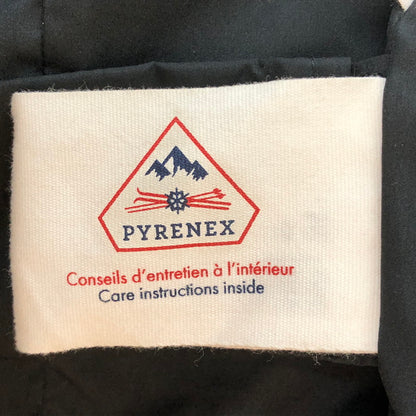 PYRENEX
Conseils d'entretien à l'intérieur
Care instructions inside